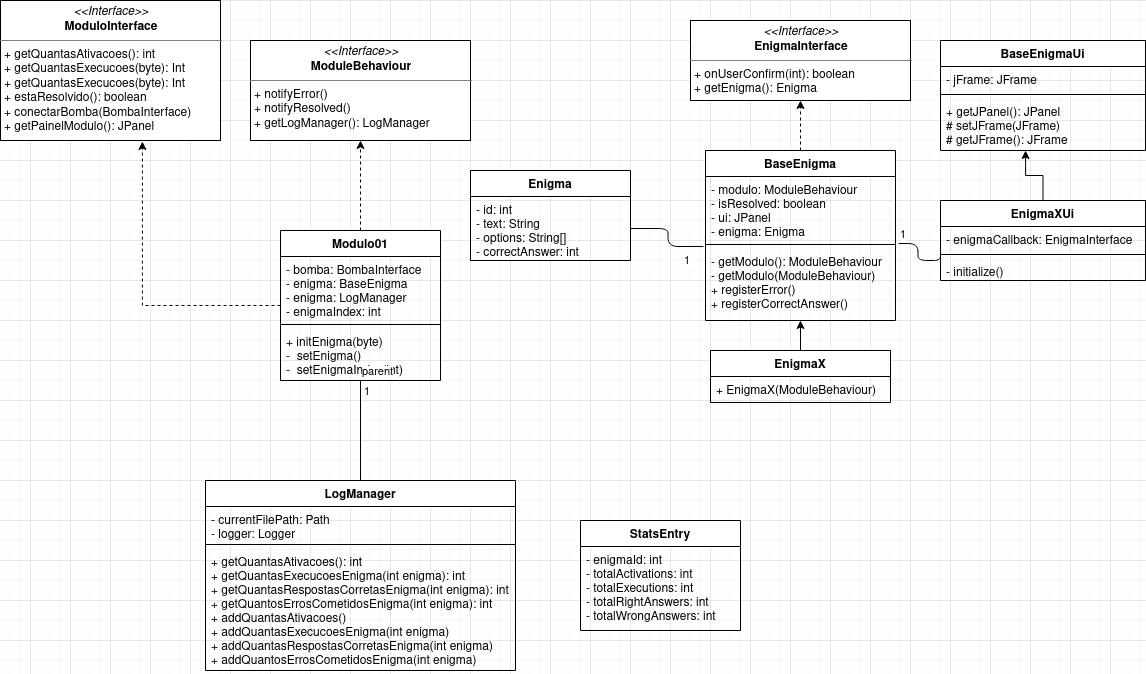 <<Interface>>
ModuloInterface
+ getQuantasAtivacoes(): int
+ getQuantasExecucoes(byte): Int
+ getQuantasExecucoes(byte): Int
+ estaResolvido(): boolean
+ conectarBomba(BombaInterface)
+ getPainelModulo(): JPanel
<<Interface>>
ModuleBehaviour
+ notifyError()
+ notifyResolved()
+ getLogManager(): LogManager
<<Interface>>
EnigmaInterface
+ onUserConfirm(int): boolean
+ getEnigma(): Enigma
BaseEnigmaUi
- jFrame: JFrame
+ getJPanel(): JPanel
# setJFrame(JFrame)
# getJFrame(): JFrame
Enigma
- id: int
- text: String
- options: String[]
- correctAnswer: int
1
BaseEnigma
- modulo: ModuleBehaviour
- isResolved: boolean
- ui: JPanel
- enigma: Enigma
- getModulo(): ModuleBehaviour
- getModulo(ModuleBehaviour)
+ registerError()
+ registerCorrectAnswer()
1
EnigmaXUi
- enigmaCallback: EnigmaInterface
- initialize()
Modulo01
- bomba: BombaInterface
- enigma: BaseEnigma
- enigma: LogManager
- enigmaIndex: int
+ initEnigma(byte)
- setEnigma()
- setEnigmaIn
parent
1
EnigmaX
+ EnigmaX(ModuleBehaviour)
LogManager
- currentFilePath: Path
- logger: Logger
+ getQuantasAtivacoes(): int
+ getQuantasExecucoesEnigma(int enigma): int
+ getQuantasRespostasCorretasEnigma(int enigma): int
+ getQuantosErrosCometidosEnigma(int enigma): int
+ addQuantasAtivacoes()
+ addQuantasExecucoesEnigma(int enigma)
+ addQuantasRespostasCorretasEnigma(int enigma)
+ addQuantosErrosCometidosEnigma(int enigma)
StatsEntry
- enigmaId: int
- totalActivations: int
- totalExecutions: int
- totalRightAnswers: int
- totalWrongAnswers: int